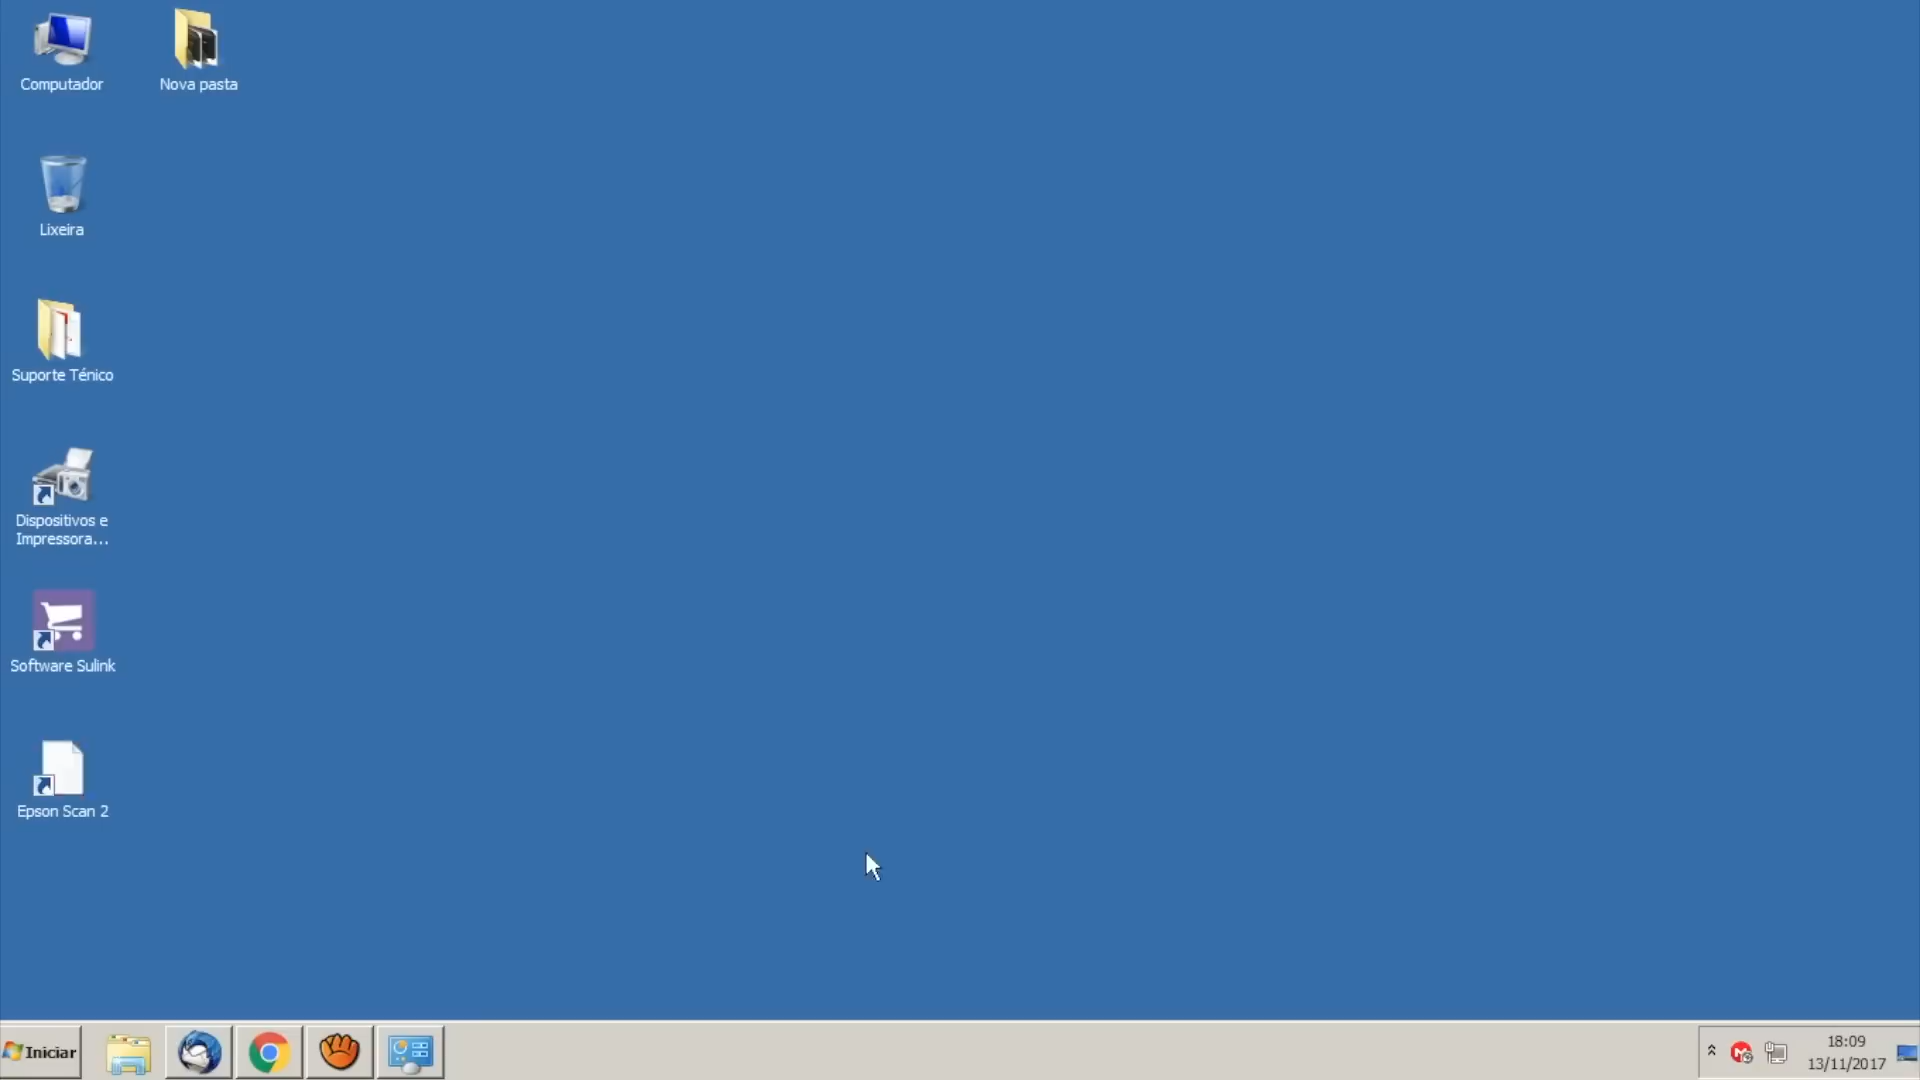 Computador
Nova pasta
Lixeira
Suporte Ténico
Dispositivos e
Impressora...
Software Sulink
Epson Scan 2
Iniciar
18:09
13/11/2017